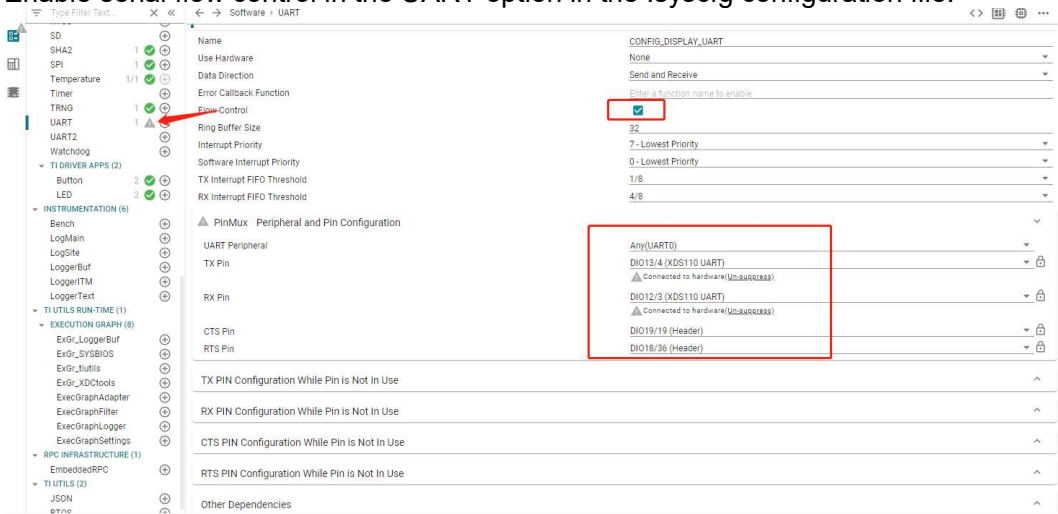 Enable serial flow control in the UART option in the .syscfg configuration file.
Type Filter Text...
Software › UART
SD
SHA2 1
SPI 1
Temperature 1/1
Timer
TRNG 1
UART 1
UART2
Watchdog
TI DRIVER APPS (2)
Button 2
LED 2
INSTRUMENTATION (6)
Bench
LogMain
LogSite
LoggerBuf
LoggerITM
LoggerText
TI UTILS RUN-TIME (1)
EXECUTION GRAPH (8)
ExGr_LoggerBuf
ExGr_SYSBIOS
ExGr_tiutils
ExGr_XDCtools
ExecGraphAdapter
ExecGraphFilter
ExecGraphLogger
ExecGraphSettings
RPC INFRASTRUCTURE (1)
EmbeddedRPC
TI UTILS (2)
JSON
RTOS
Name CONFIG_DISPLAY_UART
Use Hardware None
Data Direction Send and Receive
Error Callback Function Enter a function name to enable
Flow Control
Ring Buffer Size 32
Interrupt Priority 7 - Lowest Priority
Software Interrupt Priority 0 - Lowest Priority
TX Interrupt FIFO Threshold 1/8
RX Interrupt FIFO Threshold 4/8
PinMux Peripheral and Pin Configuration
UART Peripheral Any(UART0)
TX Pin DIO13/4 (XDS110 UART)
Connected to hardware(Un-suppress)
RX Pin DIO12/3 (XDS110 UART)
Connected to hardware(Un-suppress)
CTS Pin DIO19/19 (Header)
RTS Pin DIO18/36 (Header)
TX PIN Configuration While Pin is Not In Use
RX PIN Configuration While Pin is Not In Use
CTS PIN Configuration While Pin is Not In Use
RTS PIN Configuration While Pin is Not In Use
Other Dependencies